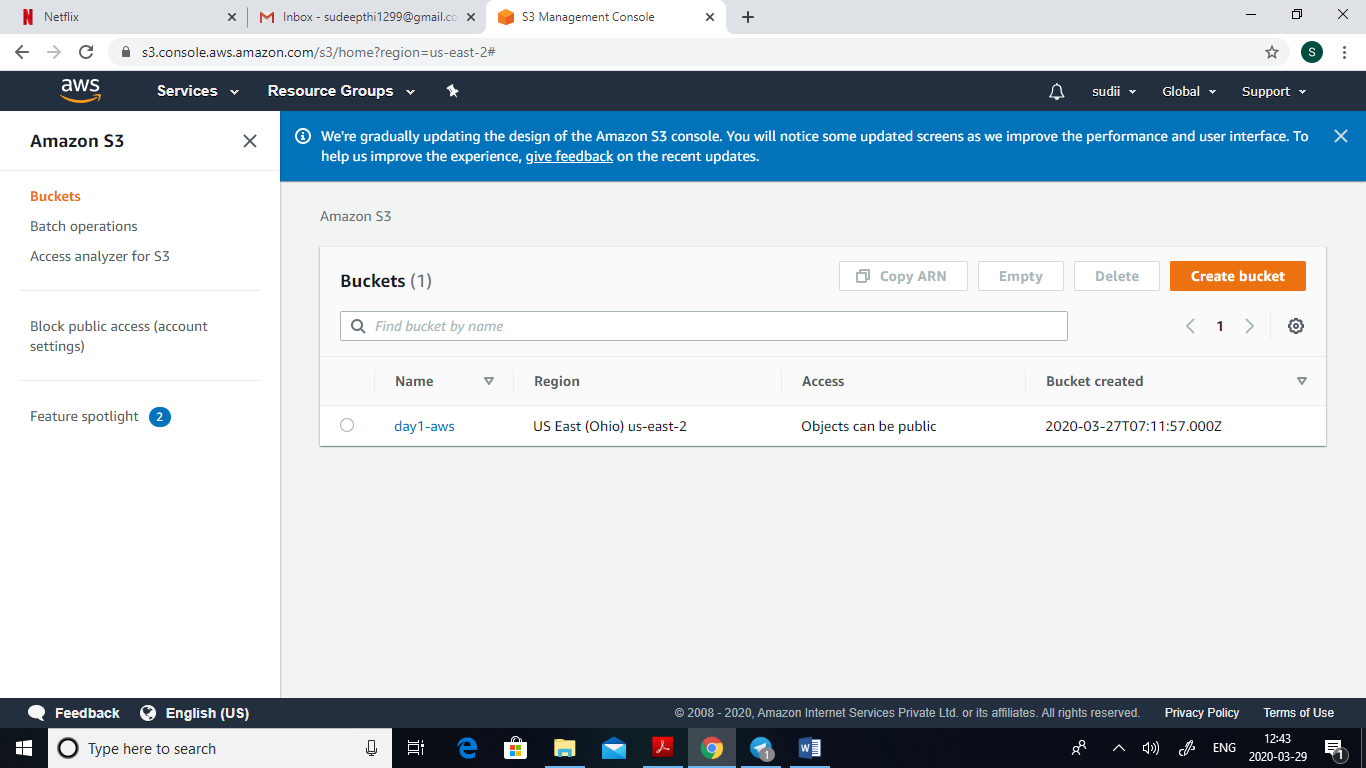 Netflix
Inbox - sudeepthi1299@gmail.co
S3 Management Console
s3.console.aws.amazon.com/s3/home?region=us-east-2#
S
aws
Services
Resource Groups
sudii
Global
Support
Amazon S3
We're gradually updating the design of the Amazon S3 console. You will notice some updated screens as we improve the performance and user interface. To
help us improve the experience, give feedback on the recent updates.
Buckets
Batch operations
Access analyzer for S3
Block public access (account
settings)
Feature spotlight 2
Amazon S3
Buckets (1)
Copy ARN
Empty
Delete
Create bucket
Find bucket by name
1
Name
Region
Access
Bucket created
day1-aws
US East (Ohio) us-east-2
Objects can be public
2020-03-27T07:11:57.000Z
Feedback
English (US)
© 2008 - 2020, Amazon Internet Services Private Ltd. or its affiliates. All rights reserved.
Privacy Policy
Terms of Use
Type here to search
1
ENG
12:43
2020-03-29
1